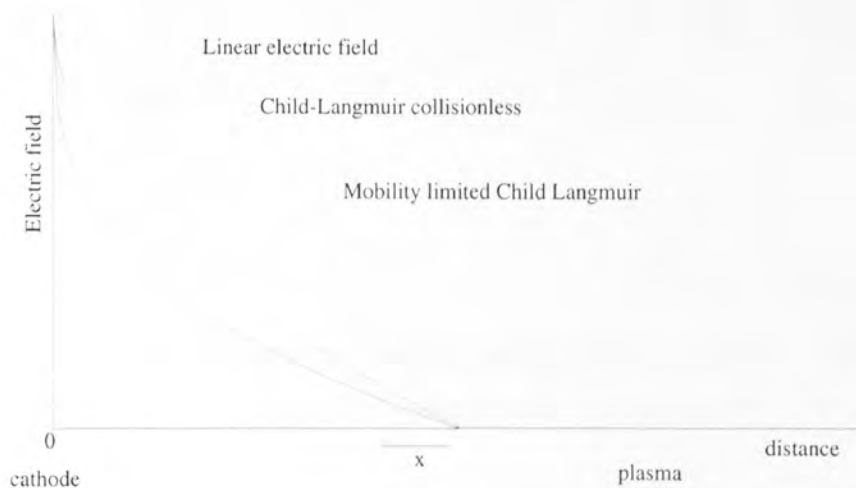 Linear electric field
Child-Langmuir collisionless
Electric field
Mobility limited Child Langmuir
0
x
distance
cathode
plasma